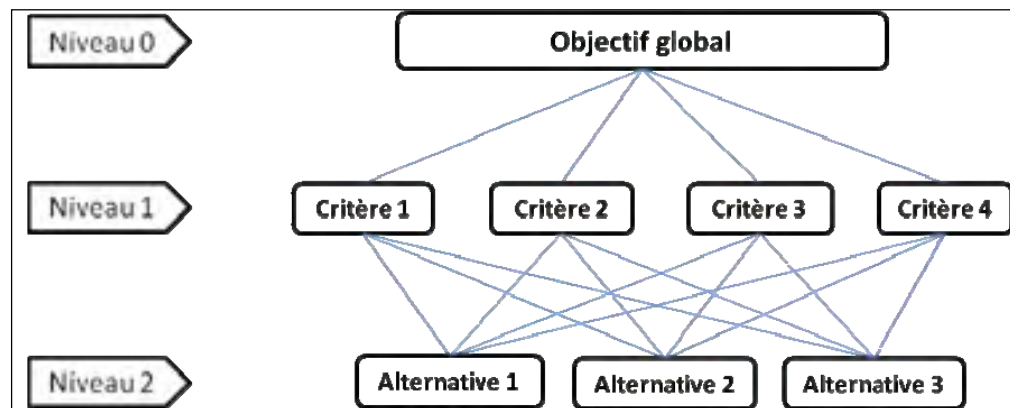 Niveau 0
Objectif global
Niveau 1
Critère 1
Critère 2
Critère 3
Critère 4
Niveau 2
Alternative 1
Alternative 2
Alternative 3